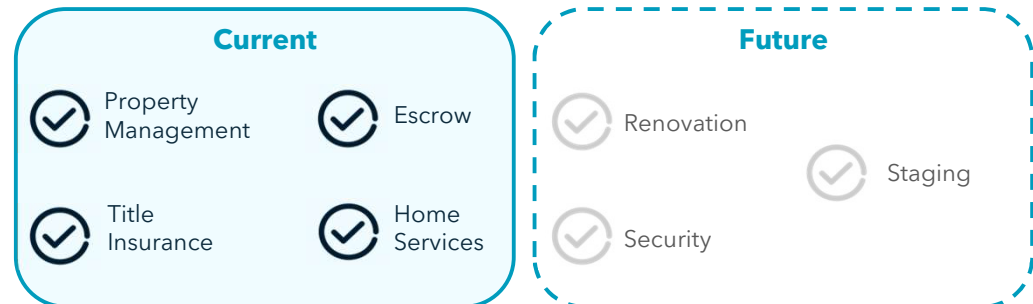 Current
Property
Management
Escrow
Title
Insurance
Home
Services
Future
Renovation
Staging
Security